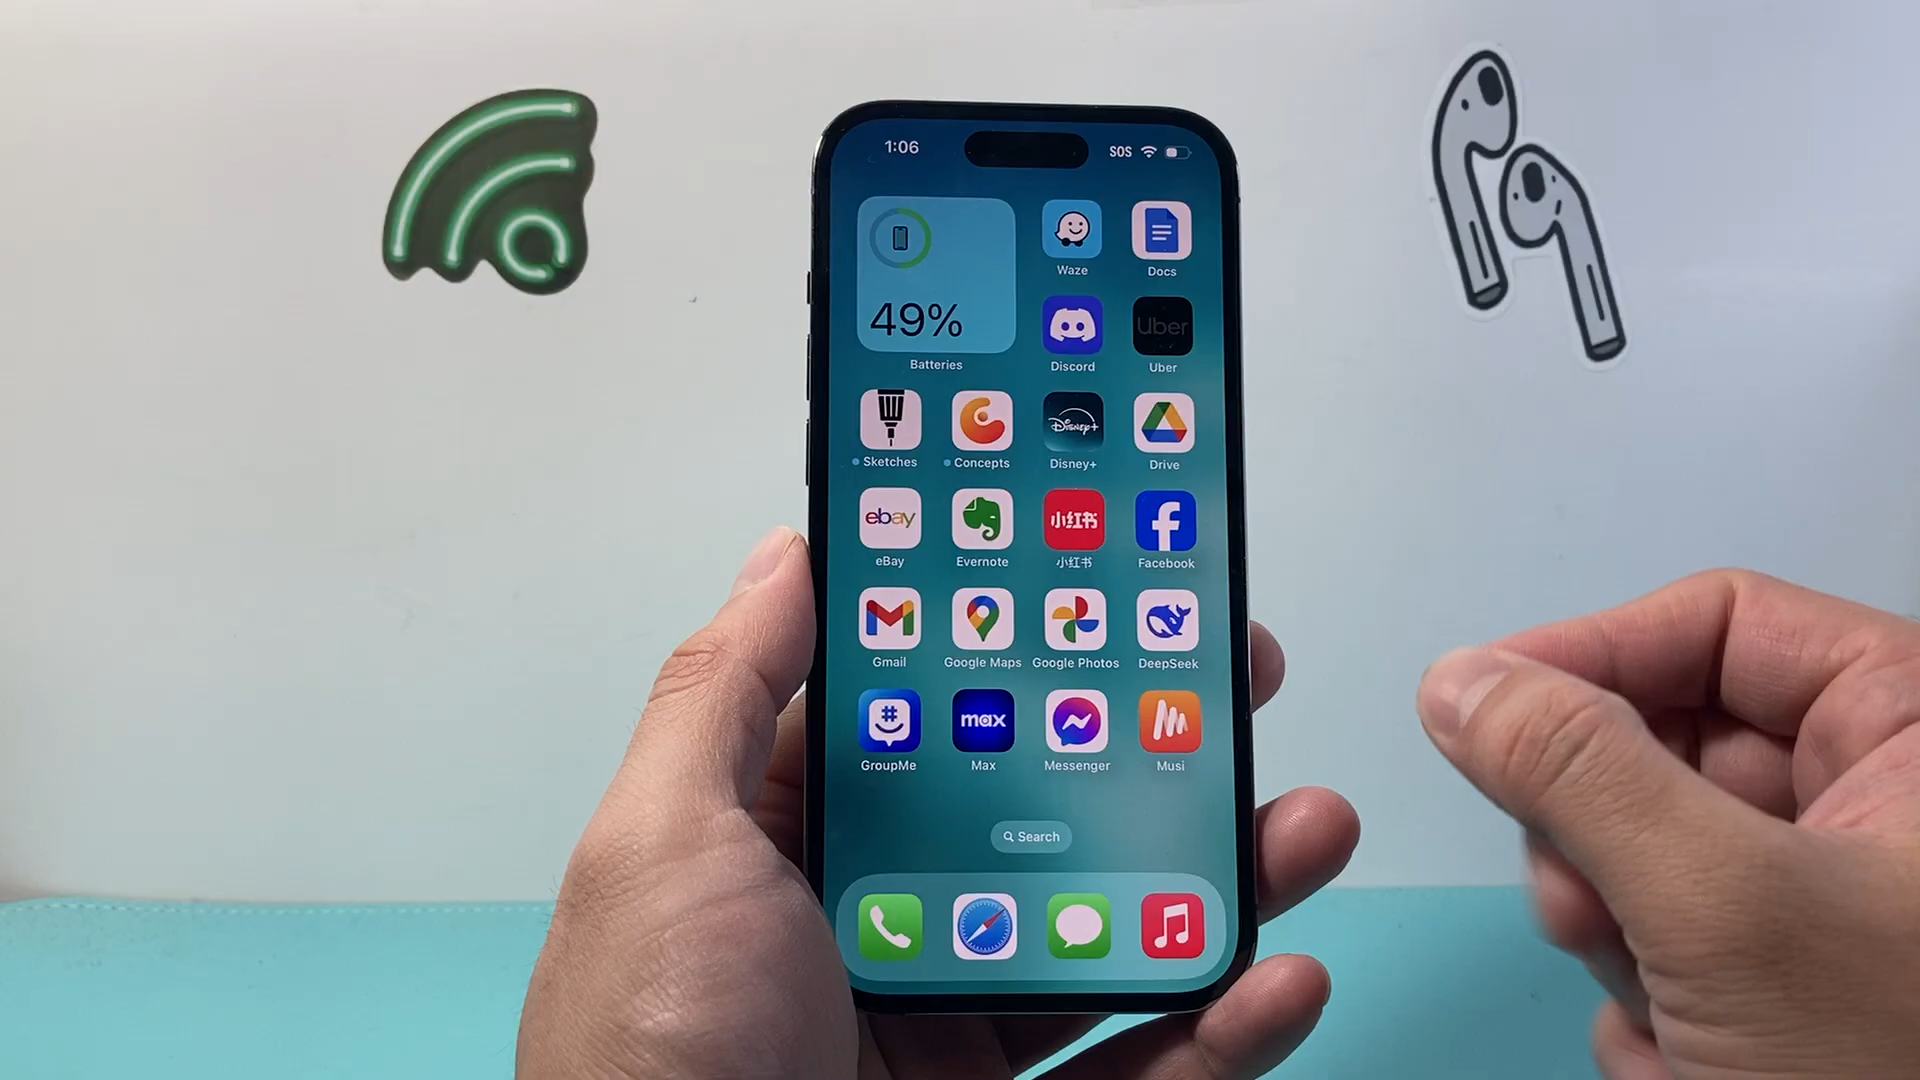 1:06
SOS
49%
Batteries
Waze
Docs
Discord
Uber
Uber
Disney+
Sketches
Concepts
Disney+
Drive
ebay
小红书
eBay
Evernote
小红书
Facebook
Gmail
Google Maps
Google Photos
DeepSeek
max
GroupMe
Max
Messenger
Musi
Search